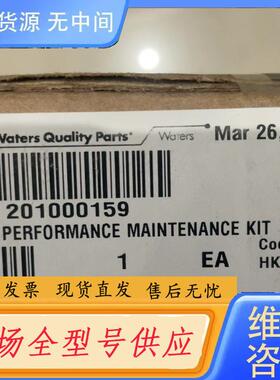 货源 无中间
Waters Quality Parts
Waters
Mar 26,
201000159
PERFORMANCE MAINTENANCE KIT
1
EA
HK
发票 现货直发 售后无忧
场全型号供应